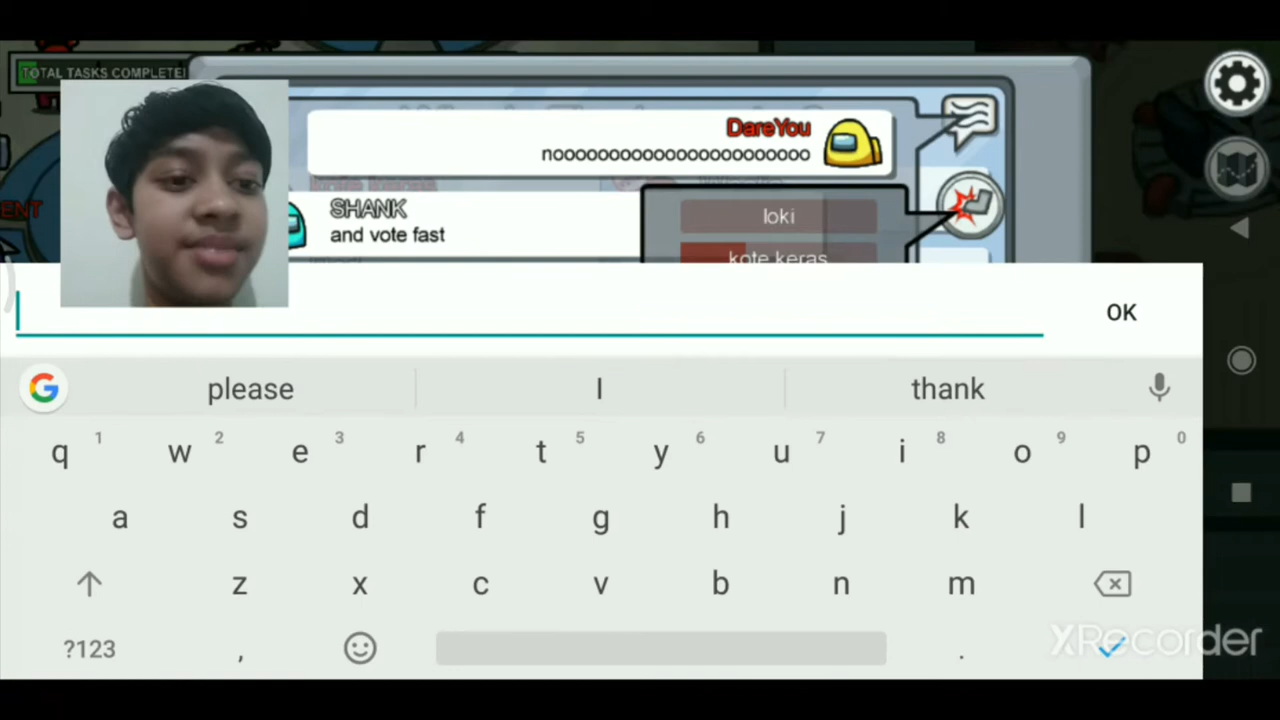 TOTAL TASKS COMPLETE
DareYou
nooooooooooooooooooooooo
SHANK
and vote fast
loki
kote keras
OK
please
I
thank
q 1 w 2 e 3 r 4 t 5 y 6 u 7 i 8 o 9 p 0
a s d f g h j k l
z x c v b n m
?123 , .
XRecorder